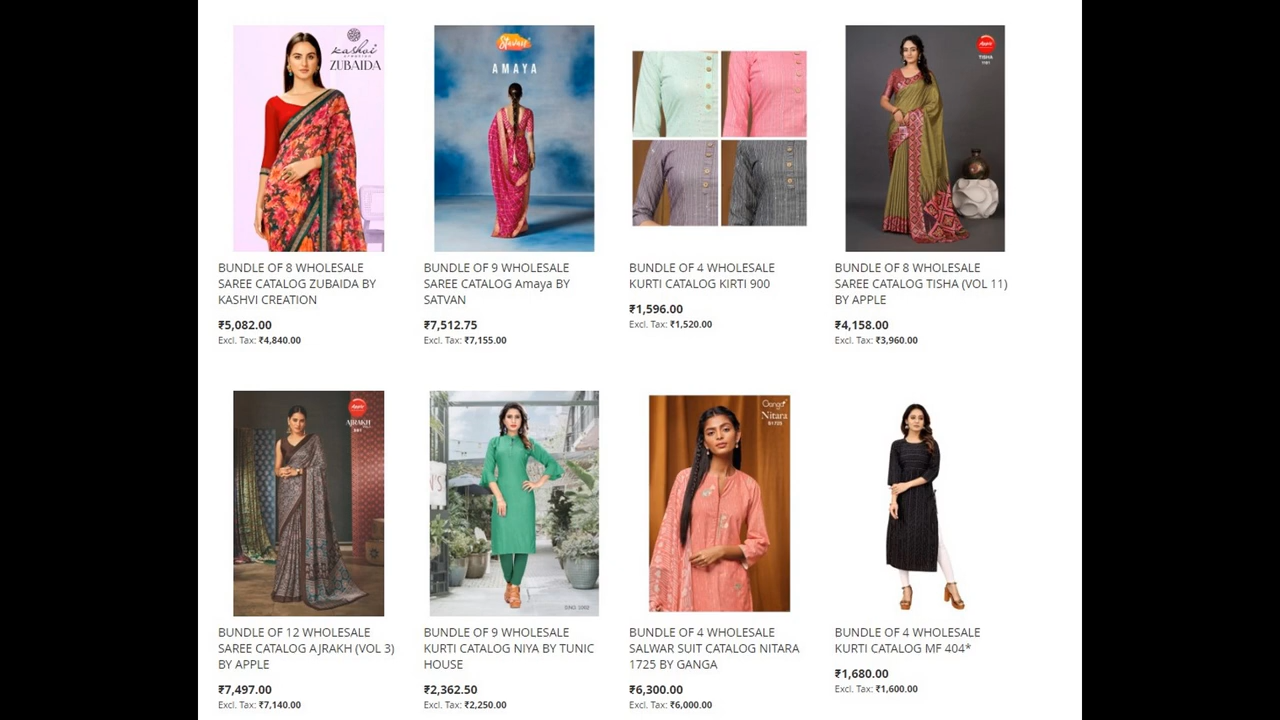 kashvi
CREATION
ZUBAIDA
AMAYA
Apple
TISHA
BUNDLE OF 8 WHOLESALE
SAREE CATALOG ZUBAIDA BY
KASHVI CREATION
₹5,082.00
Excl. Tax: ₹4,840.00
BUNDLE OF 9 WHOLESALE
SAREE CATALOG Amaya BY
SATVAN
₹7,512.75
Excl. Tax: ₹7,155.00
BUNDLE OF 4 WHOLESALE
KURTI CATALOG KIRTI 900
₹1,596.00
Excl. Tax: ₹1,520.00
BUNDLE OF 8 WHOLESALE
SAREE CATALOG TISHA (VOL 11)
BY APPLE
₹4,158.00
Excl. Tax: ₹3,960.00
Apple
AJRAKH
N'S
Ganga
Nitara
S1725
BUNDLE OF 12 WHOLESALE
SAREE CATALOG AJRAKH (VOL 3)
BY APPLE
₹7,497.00
Excl. Tax: ₹7,140.00
BUNDLE OF 9 WHOLESALE
KURTI CATALOG NIYA BY TUNIC
HOUSE
₹2,362.50
Excl. Tax: ₹2,250.00
BUNDLE OF 4 WHOLESALE
SALWAR SUIT CATALOG NITARA
1725 BY GANGA
₹6,300.00
Excl. Tax: ₹6,000.00
BUNDLE OF 4 WHOLESALE
KURTI CATALOG MF 404*
₹1,680.00
Excl. Tax: ₹1,600.00